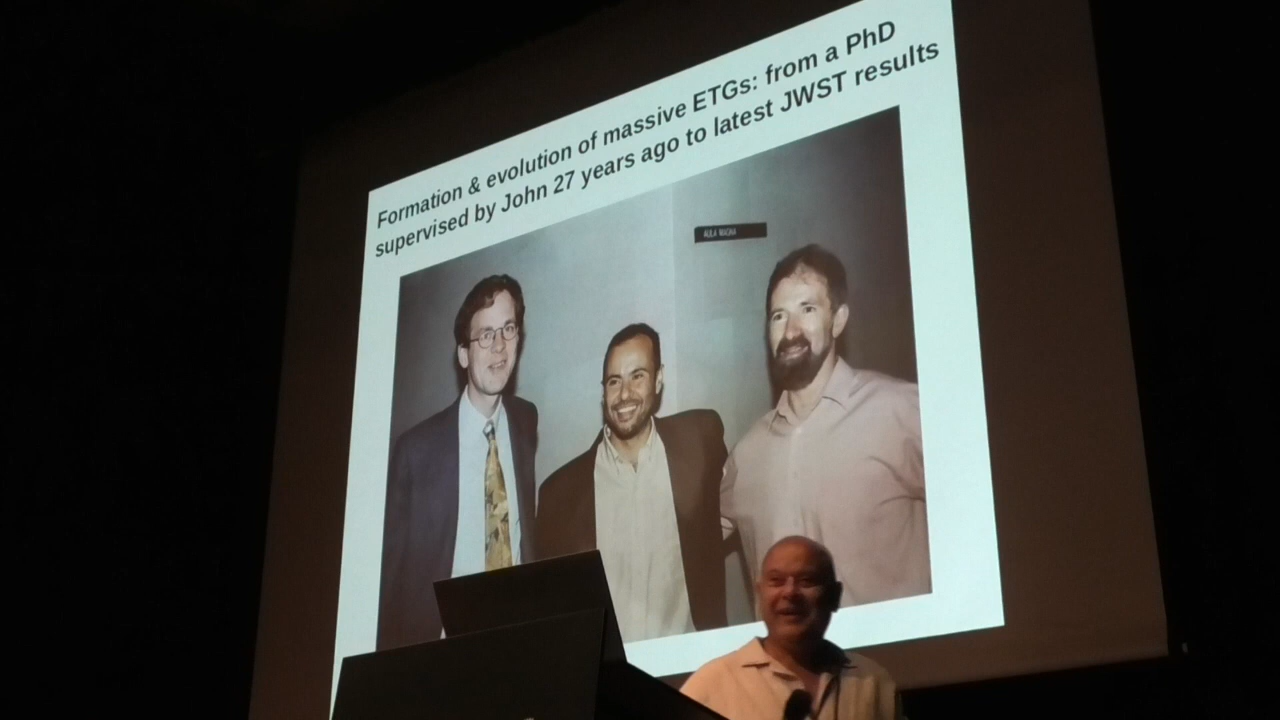 Formation & evolution of massive ETGs: from a PhD
supervised by John 27 years ago to latest JWST results
AULA MAGNA